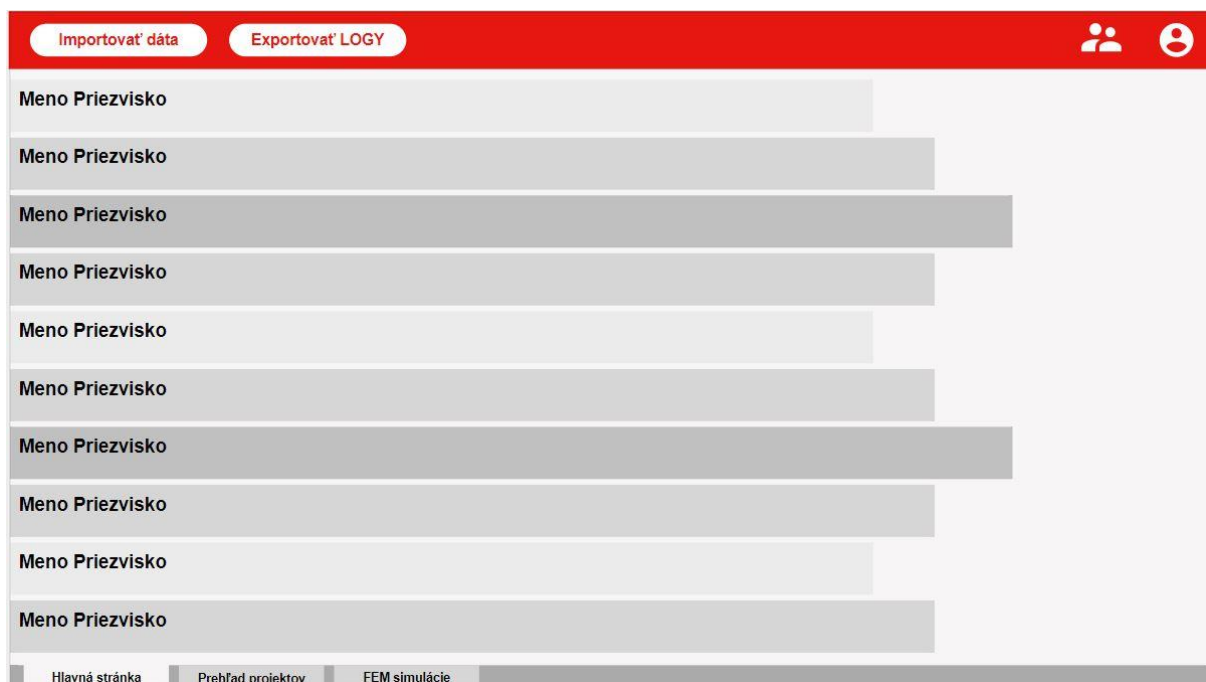 Importovať dáta Exportovať LOGY
Meno Priezvisko
Meno Priezvisko
Meno Priezvisko
Meno Priezvisko
Meno Priezvisko
Meno Priezvisko
Meno Priezvisko
Meno Priezvisko
Meno Priezvisko
Meno Priezvisko
Hlavná stránka Prehľad projektov FEM simulácie